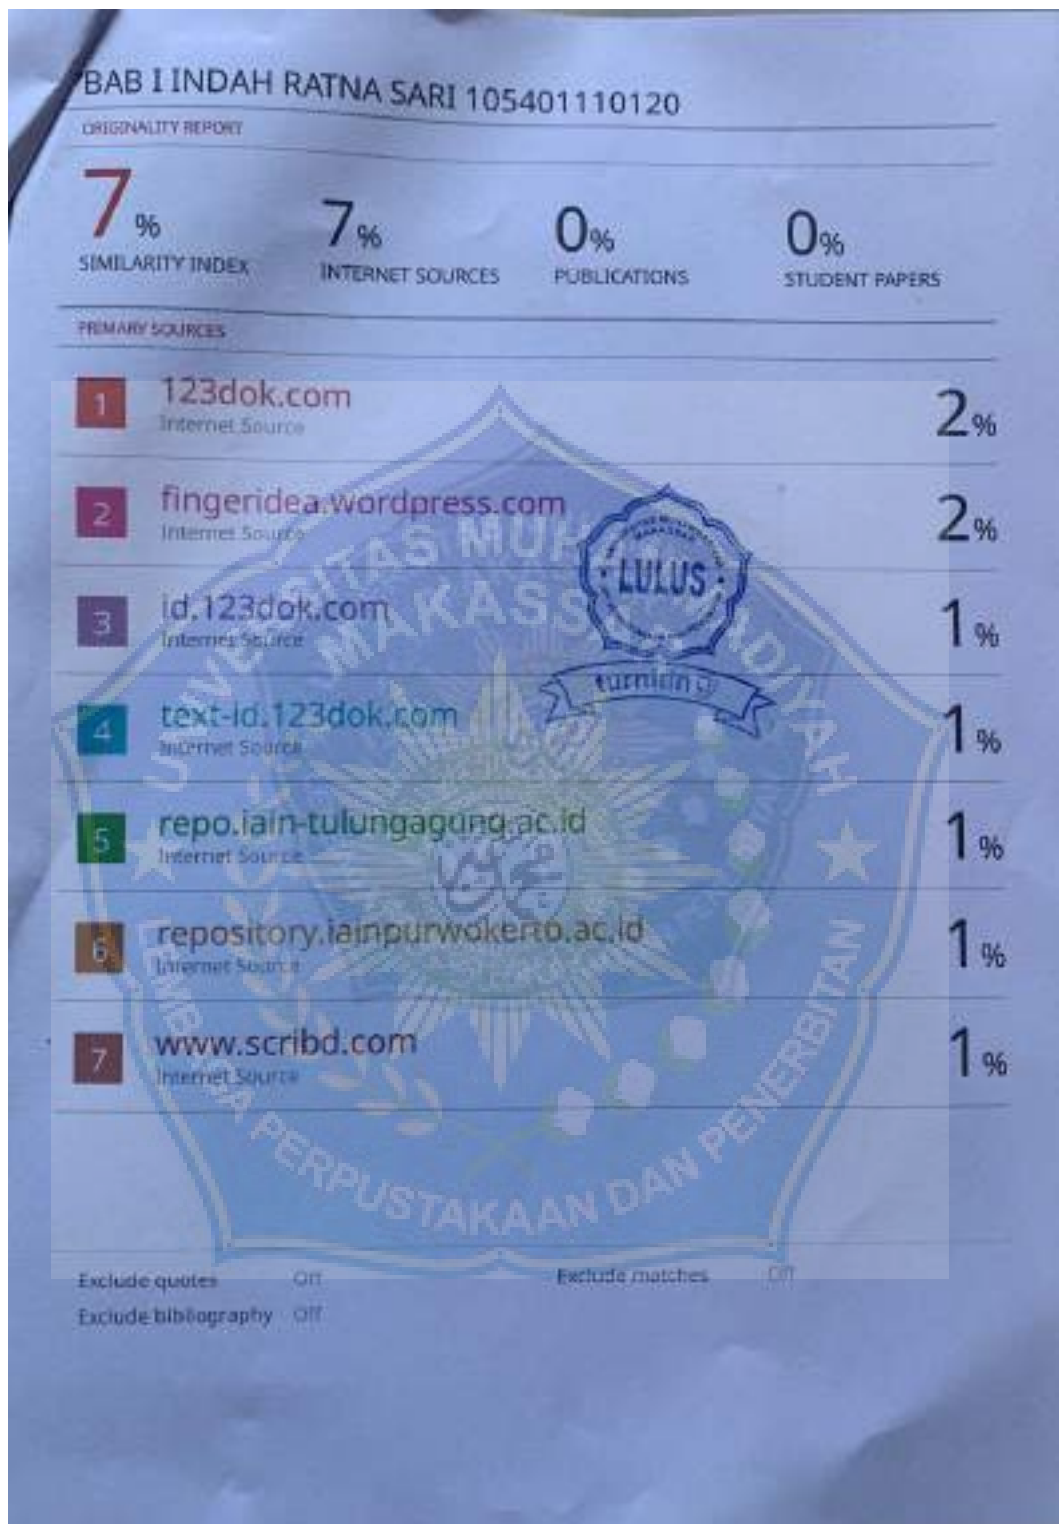 BAB I INDAH RATNA SARI 105401110120
ORIGINALITY REPORT
7%
SIMILARITY INDEX
7%
INTERNET SOURCES
0%
PUBLICATIONS
0%
STUDENT PAPERS
PRIMARY SOURCES
1 123dok.com 2%
Internet Source
2 fingeridea.wordpress.com 2%
Internet Source
3 id.123dok.com 1%
Internet Source
4 text-id.123dok.com 1%
Internet Source
5 repo.iain-tulungagung.ac.id 1%
Internet Source
6 repository.iainpurwokerto.ac.id 1%
Internet Source
7 www.scribd.com 1%
Internet Source
Exclude quotes Off
Exclude matches Off
Exclude bibliography Off
LULUS
turnitin
UNIVERSITAS MUHAMMADIYAH
MAKASSAR
LEMBAGA PERPUSTAKAAN DAN PENERBITAN